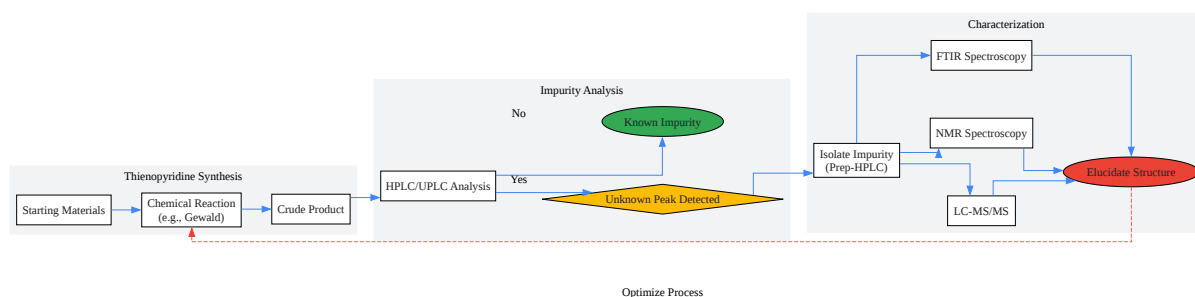 Characterization
FTIR Spectroscopy
Impurity Analysis
No
Known Impurity
NMR Spectroscopy
Isolate Impurity
(Prep-HPLC)
Thienopyridine Synthesis
HPLC/UPLC Analysis
Yes
Elucidate Structure
Unknown Peak Detected
Starting Materials
Chemical Reaction
(e.g., Gewald)
Crude Product
LC-MS/MS
Optimize Process